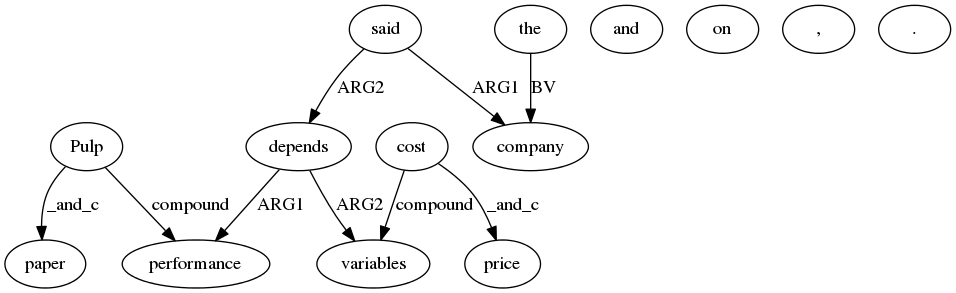 said the and on , .
ARG2 ARG1 BV
Pulp depends cost company
_and_c compound ARG1 ARG2 compound _and_c
paper performance variables price